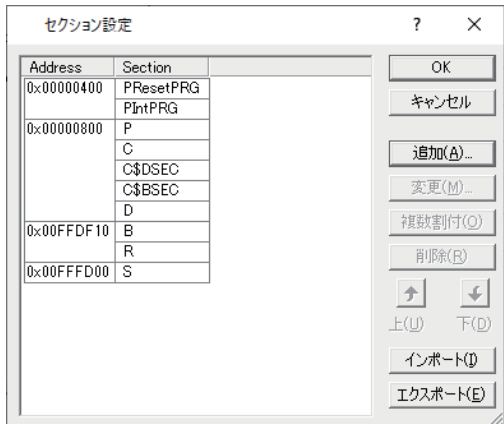 セクション設定
? ×
Address Section
0x00000400 PResetPRG
PIntPRG
0x00000800 P
C
C$DSEC
C$BSEC
D
0x00FFDF10 B
R
0x00FFFD00 S
OK
キャンセル
追加(A)...
変更(M)...
複数割付(O)
削除(R)
上(U) 下(D)
インポート(I)
エクスポート(E)